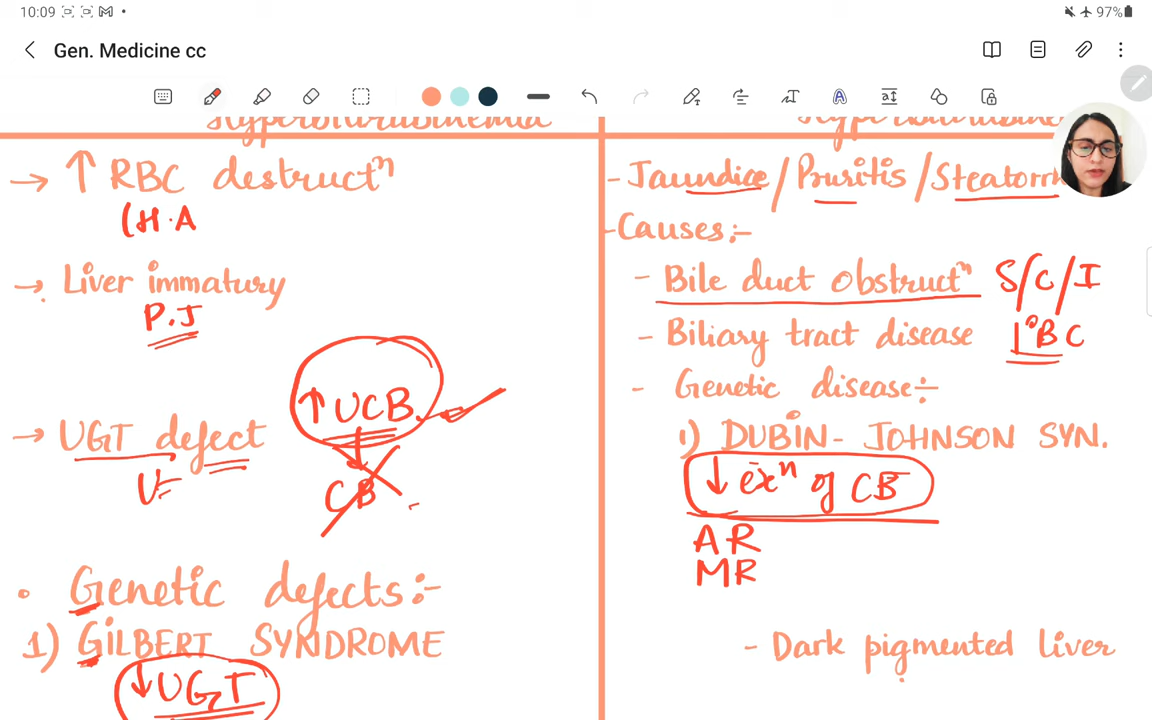 10:09
97%
Gen. Medicine cc
→ ↑ RBC destructⁿ
(H.A
→ Liver immatury
P.J
↑ UCB
→ UGT defect
CB
• Genetic defects:-
1) GILBERT SYNDROME
↓UGT
- Jaundice / Pruritis / Steatorr
- Causes:-
- Bile duct obstructⁿ S/C/I
- Biliary tract disease 1°BC
- Genetic disease:-
1) DUBIN-JOHNSON SYN.
↓ exⁿ of CB
AR
MR
- Dark pigmented liver